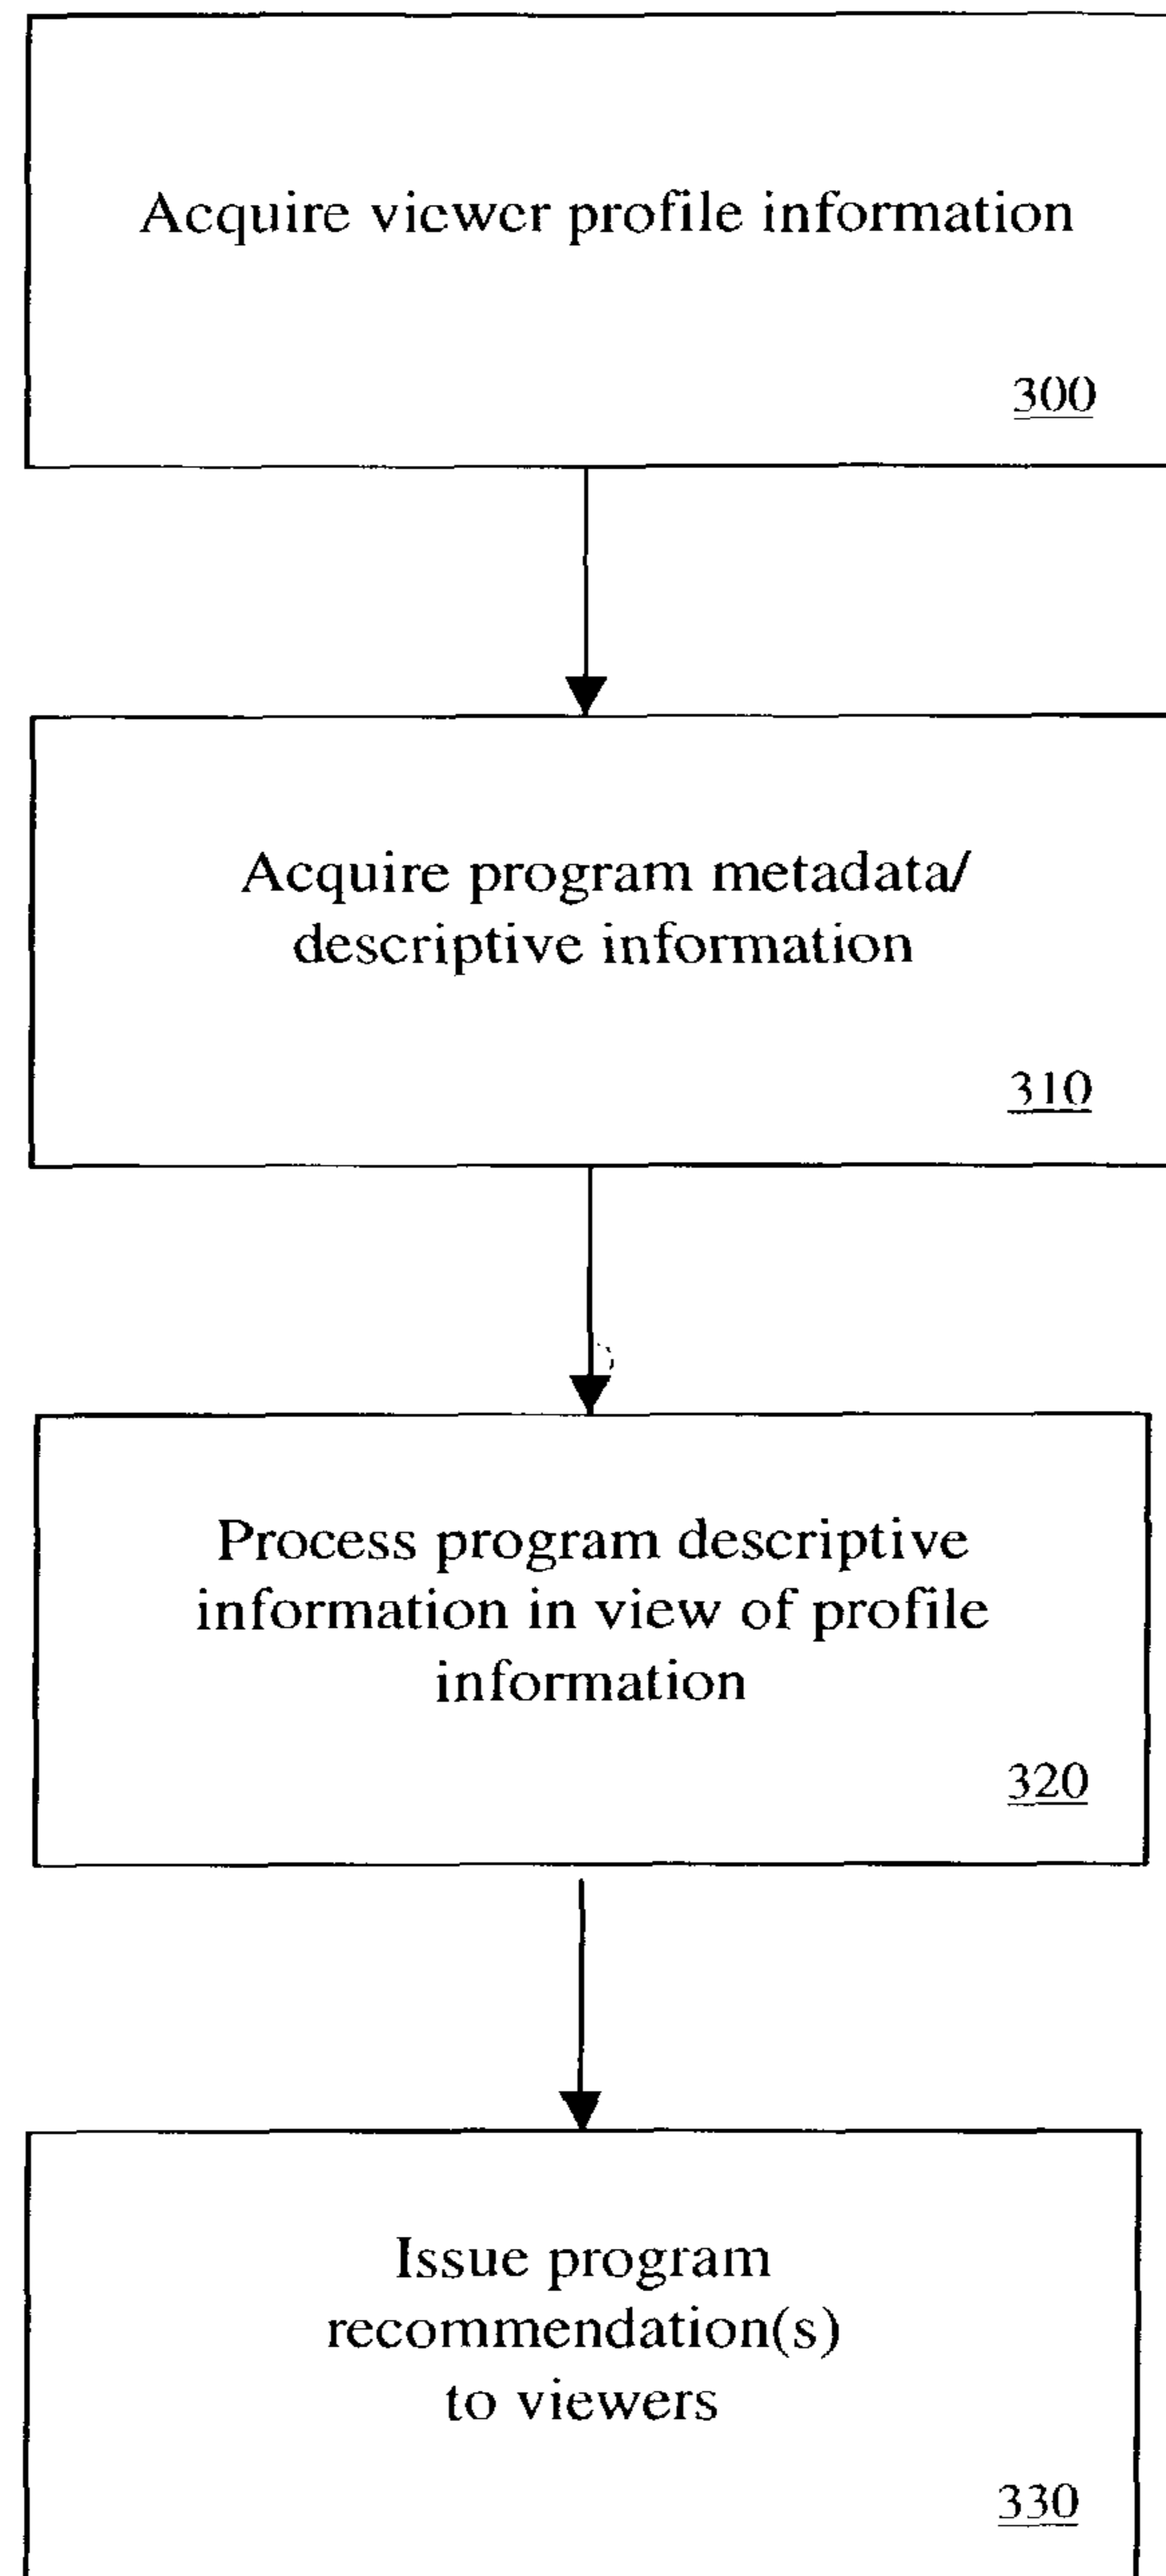 Acquire viewer profile information
300
Acquire program metadata/
descriptive information
310
Process program descriptive
information in view of profile
information
320
Issue program
recommendation(s)
to viewers
330